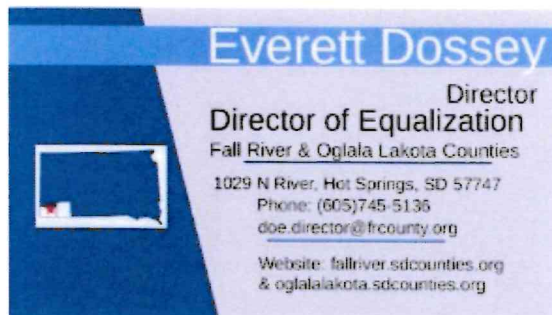 Everett Dossey
Director
Director of Equalization
Fall River & Oglala Lakota Counties
1029 N River, Hot Springs, SD 57747
Phone: (605)745-5136
doe.director@frcounty.org
Website: fallriver.sdcounties.org
& oglalalakota.sdcounties.org